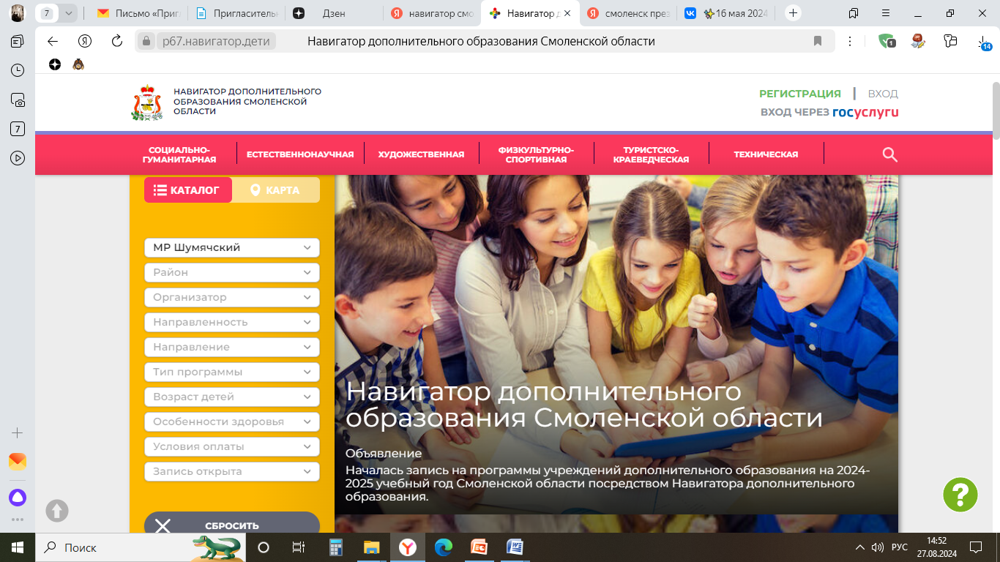 7
Письмо «Приг
Пригласительн
Дзен
навигатор смо
Навигатор д
смоленск през
16 мая 2024
р67.навигатор.дети
Навигатор дополнительного образования Смоленской области
1
14
7
НАВИГАТОР ДОПОЛНИТЕЛЬНОГО
ОБРАЗОВАНИЯ СМОЛЕНСКОЙ
ОБЛАСТИ
РЕГИСТРАЦИЯ | ВХОД
ВХОД ЧЕРЕЗ госуслуги
СОЦИАЛЬНО-
ГУМАНИТАРНАЯ
ЕСТЕСТВЕННОНАУЧНАЯ
ХУДОЖЕСТВЕННАЯ
ФИЗКУЛЬТУРНО-
СПОРТИВНАЯ
ТУРИСТСКО-
КРАЕВЕДЧЕСКАЯ
ТЕХНИЧЕСКАЯ
КАТАЛОГ
КАРТА
МР Шумячский
Район
Организатор
Направленность
Направление
Тип программы
Возраст детей
Особенности здоровья
Условия оплаты
Запись открыта
СБРОСИТЬ
Навигатор дополнительного
образования Смоленской области
Объявление
Началась запись на программы учреждений дополнительного образования на 2024-
2025 учебный год Смоленской области посредством Навигатора дополнительного
образования.
?
Поиск
РУС
14:52
27.08.2024